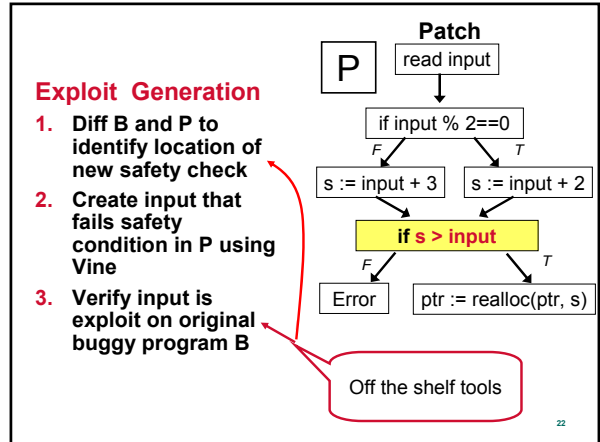 Exploit Generation
1. Diff B and P to
identify location of
new safety check
2. Create input that
fails safety
condition in P using
Vine
3. Verify input is
exploit on original
buggy program B
P
Patch
read input
if input % 2==0
F
T
s := input + 3
s := input + 2
if s > input
F
T
Error
ptr := realloc(ptr, s)
Off the shelf tools
22